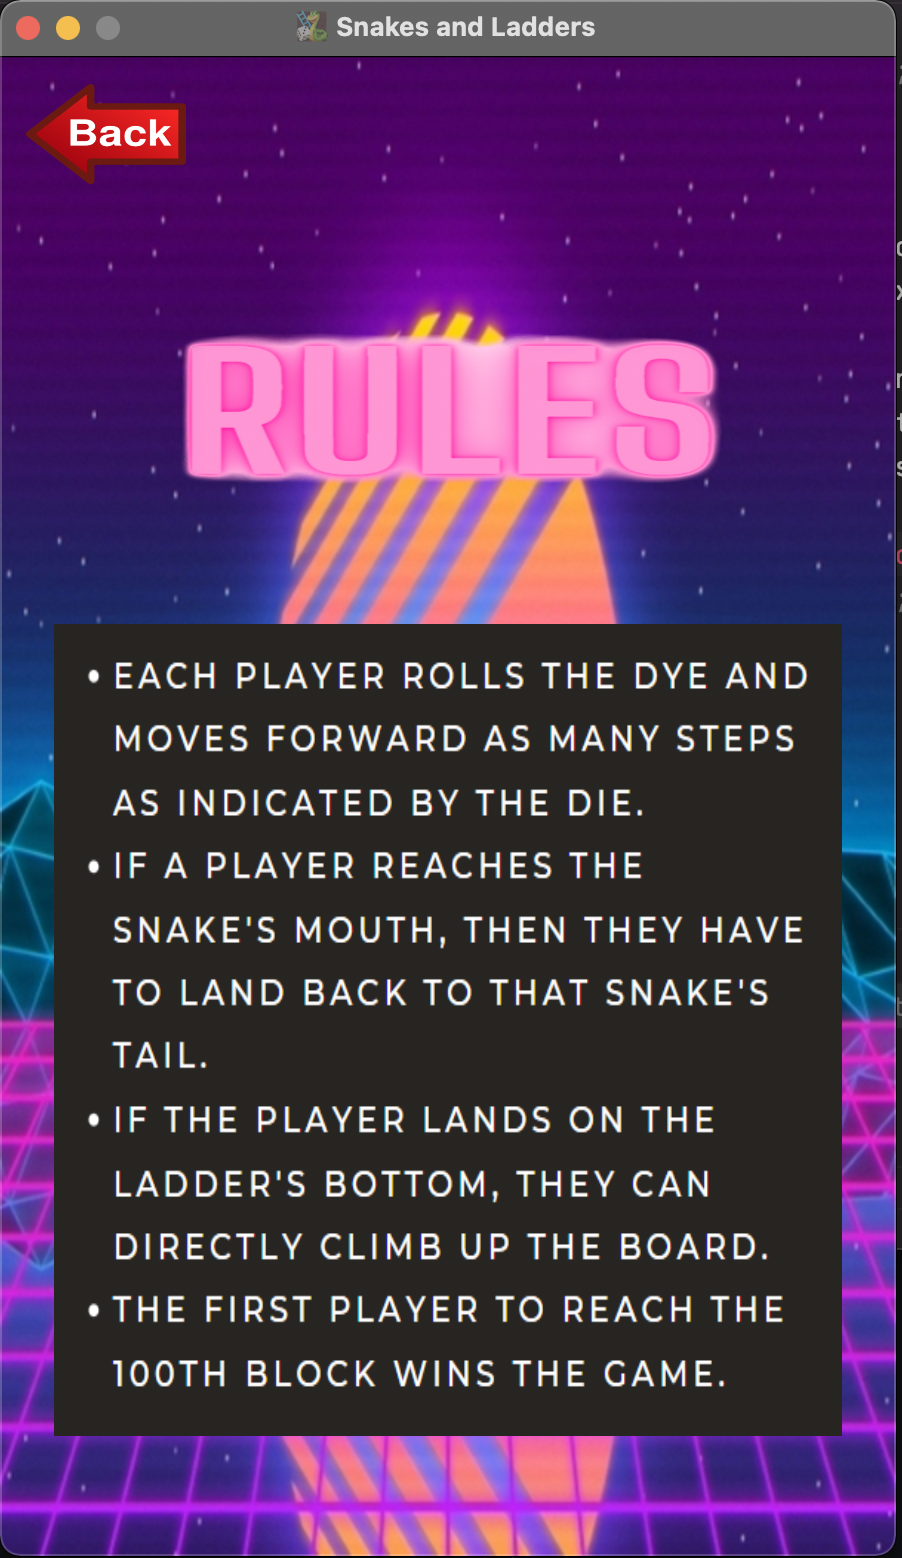 Snakes and Ladders
Back
RULES
• EACH PLAYER ROLLS THE DYE AND
MOVES FORWARD AS MANY STEPS
AS INDICATED BY THE DIE.
• IF A PLAYER REACHES THE
SNAKE'S MOUTH, THEN THEY HAVE
TO LAND BACK TO THAT SNAKE'S
TAIL.
• IF THE PLAYER LANDS ON THE
LADDER'S BOTTOM, THEY CAN
DIRECTLY CLIMB UP THE BOARD.
• THE FIRST PLAYER TO REACH THE
100TH BLOCK WINS THE GAME.